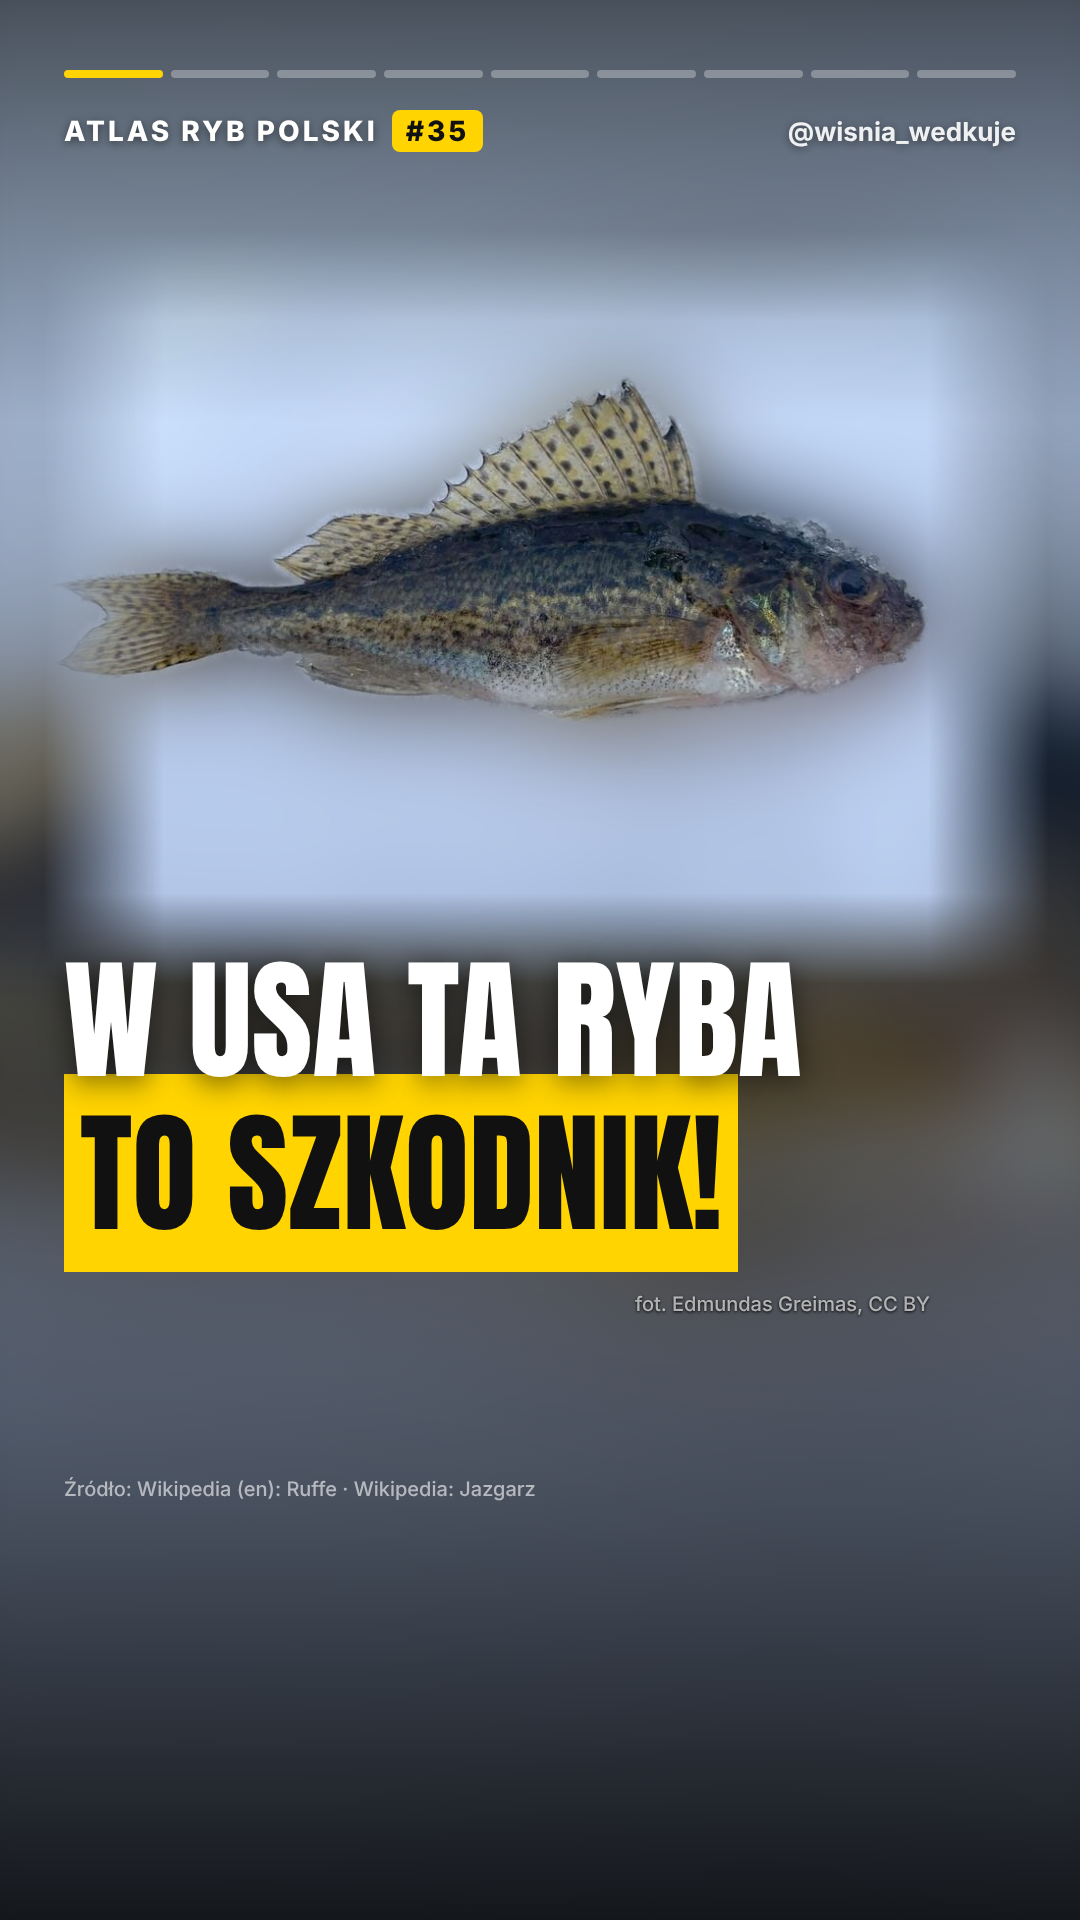 ATLAS RYB POLSKI #35
@wisnia_wedkuje
W USA TA RYBA
TO SZKODNIK!
fot. Edmundas Greimas, CC BY
Źródło: Wikipedia (en): Ruffe · Wikipedia: Jazgarz